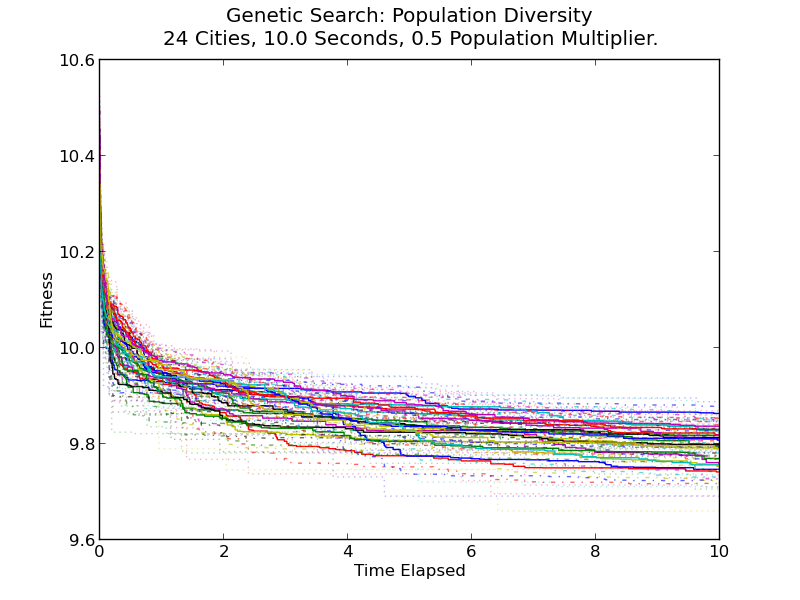 Genetic Search: Population Diversity
24 Cities, 10.0 Seconds, 0.5 Population Multiplier.
10.6
10.4
10.2
10.0
9.8
9.6
Fitness
0 2 4 6 8 10
Time Elapsed